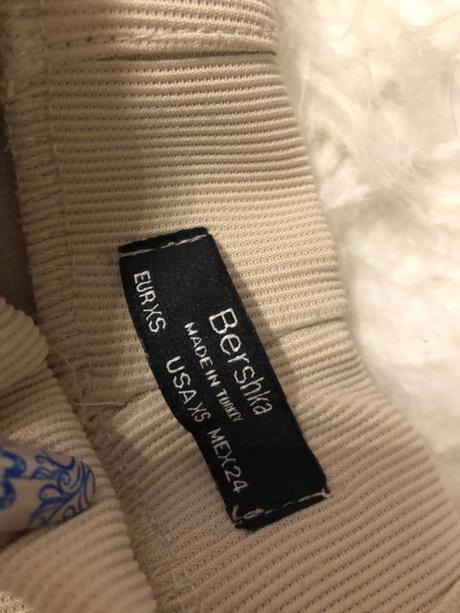 Bershka
MADE IN TURKEY
EUR XS USA XS MEX 24